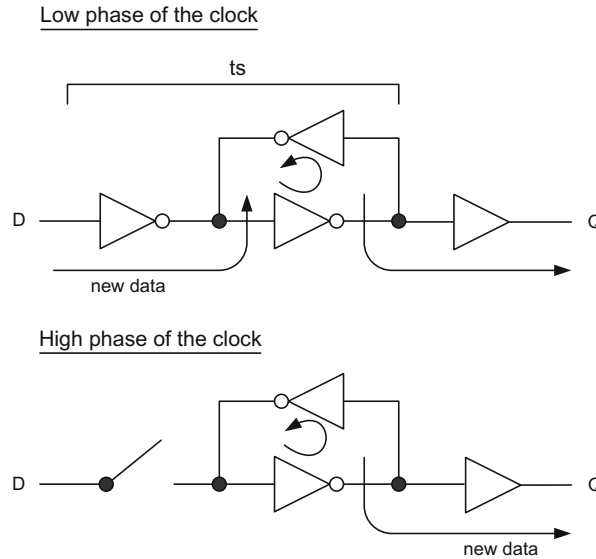 Low phase of the clock
ts
D
Q
new data
High phase of the clock
D
Q
new data